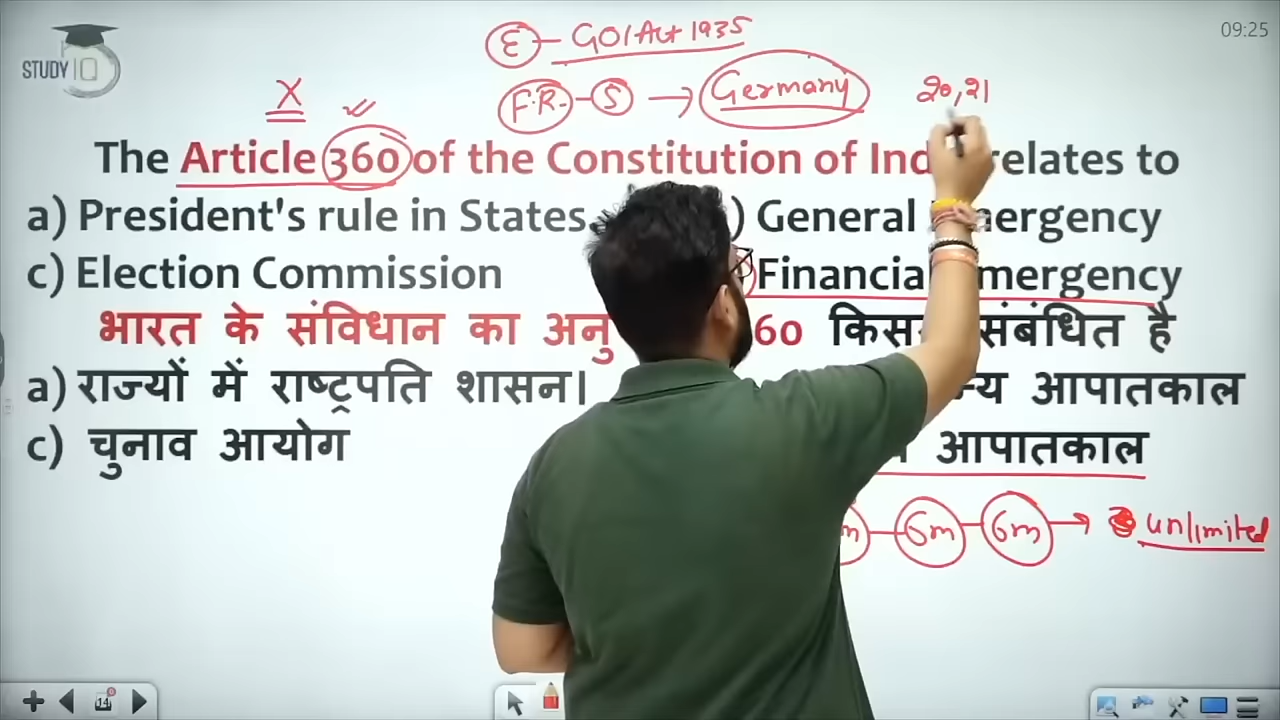 E - GOI Act 1935
09:25
STUDY IQ
X
F.R. - S → Germany
20, 21
The Article 360 of the Constitution of Ind relates to
a) President's rule in States. ) General mergency
c) Election Commission Financial mergency
भारत के संविधान का अनु 60 किस संबंधित है
a) राज्यों में राष्ट्रपति शासन। न्य आपातकाल
c) चुनाव आयोग आपातकाल
m - 6m - 6m → unlimited
14